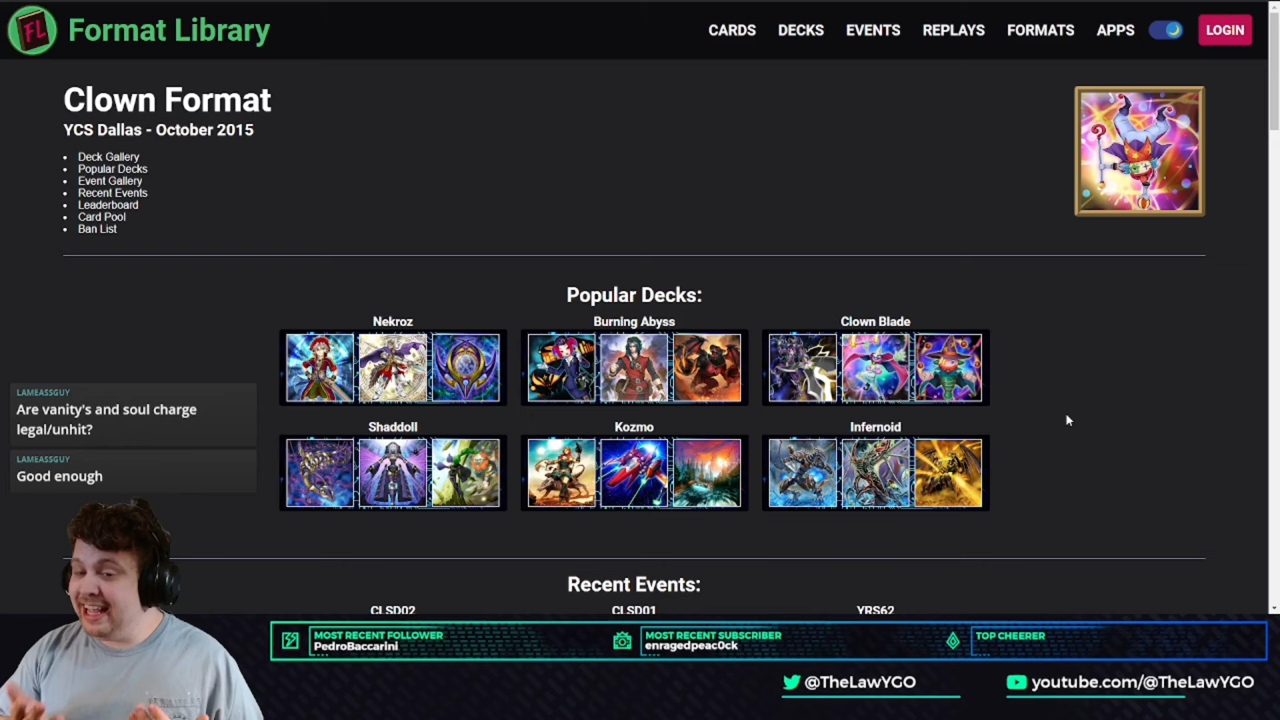 FL
Format Library
CARDS DECKS EVENTS REPLAYS FORMATS APPS LOGIN
Clown Format
YCS Dallas - October 2015
Deck Gallery
Popular Decks
Event Gallery
Recent Events
Leaderboard
Card Pool
Ban List
Popular Decks:
Nekroz Burning Abyss Clown Blade
Shaddoll Kozmo Infernoid
LAMEASSGUY
Are vanity's and soul charge
legal/unhit?
LAMEASSGUY
Good enough
Recent Events:
CLSD02 CLSD01 YRS62
MOST RECENT FOLLOWER
PedroBaccarini
MOST RECENT SUBSCRIBER
enragedpeac0ck
TOP CHEERER
@TheLawYGO
youtube.com/@TheLawYGO